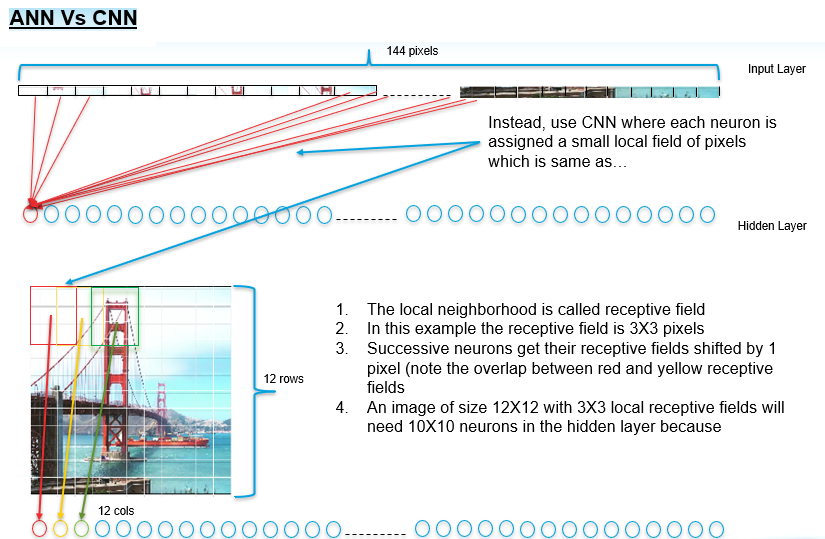 ANN Vs CNN
144 pixels
Input Layer
Instead, use CNN where each neuron is
assigned a small local field of pixels
which is same as…
Hidden Layer
1. The local neighborhood is called receptive field
2. In this example the receptive field is 3X3 pixels
3. Successive neurons get their receptive fields shifted by 1
pixel (note the overlap between red and yellow receptive
fields
4. An image of size 12X12 with 3X3 local receptive fields will
need 10X10 neurons in the hidden layer because
12 rows
12 cols